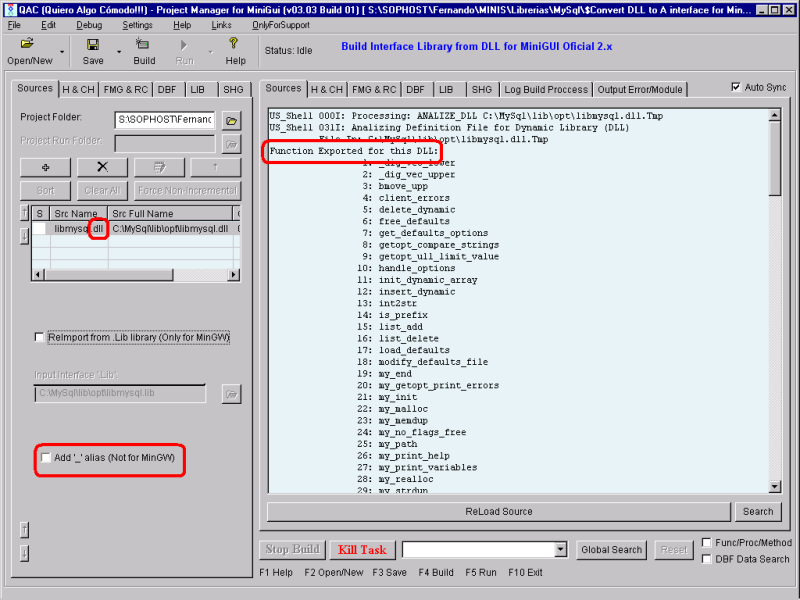 QAC (Quiero Algo Cómodo!!!) - Project Manager for MiniGui (v03.03 Build 01) [ S:\SOPHOST\Fernando\MINIS\Librerias\MySql\$Convert DLL to A interface for Min...
File Edit Debug Settings Help Links OnlyForSupport
Open/New Save Build Run Help
Status: Idle
Build Interface Library from DLL for MiniGUI Oficial 2.x
Sources H & CH FMG & RC DBF LIB SHG
Project Folder: S:\SOPHOST\Fernanc
Project Run Folder:
Sort Clear All Force Non-Incremental
S Src Name Src Full Name
libmysql.dll C:\MySql\lib\opt\libmysql.dll
ReImport from .Lib library (Only for MinGW)
Input Interface '.Lib'
C:\MySql\lib\opt\libmysql.lib
Add '_' alias (Not for MinGW)
Sources H & CH FMG & RC DBF LIB SHG Log Build Proccess Output Error/Module
Auto Sync
US_Shell 000I: Processing: ANALIZE_DLL C:\MySql\lib\opt\libmysql.dll.Tmp
US_Shell 031I: Analizing Definition File for Dynamic Library (DLL)
File In: C:\MySql\lib\opt\libmysql.dll.Tmp
Function Exported for this DLL:
1: _dig_vec_lower
2: _dig_vec_upper
3: bmove_upp
4: client_errors
5: delete_dynamic
6: free_defaults
7: get_defaults_options
8: getopt_compare_strings
9: getopt_ull_limit_value
10: handle_options
11: init_dynamic_array
12: insert_dynamic
13: int2str
14: is_prefix
15: list_add
16: list_delete
17: load_defaults
18: modify_defaults_file
19: my_end
20: my_getopt_print_errors
21: my_init
22: my_malloc
23: my_memdup
24: my_no_flags_free
25: my_path
26: my_print_help
27: my_print_variables
28: my_realloc
29: my_strdup
ReLoad Source Search
Stop Build Kill Task Global Search Reset
Func/Proc/Method
DBF Data Search
F1 Help F2 Open/New F3 Save F4 Build F5 Run F10 Exit